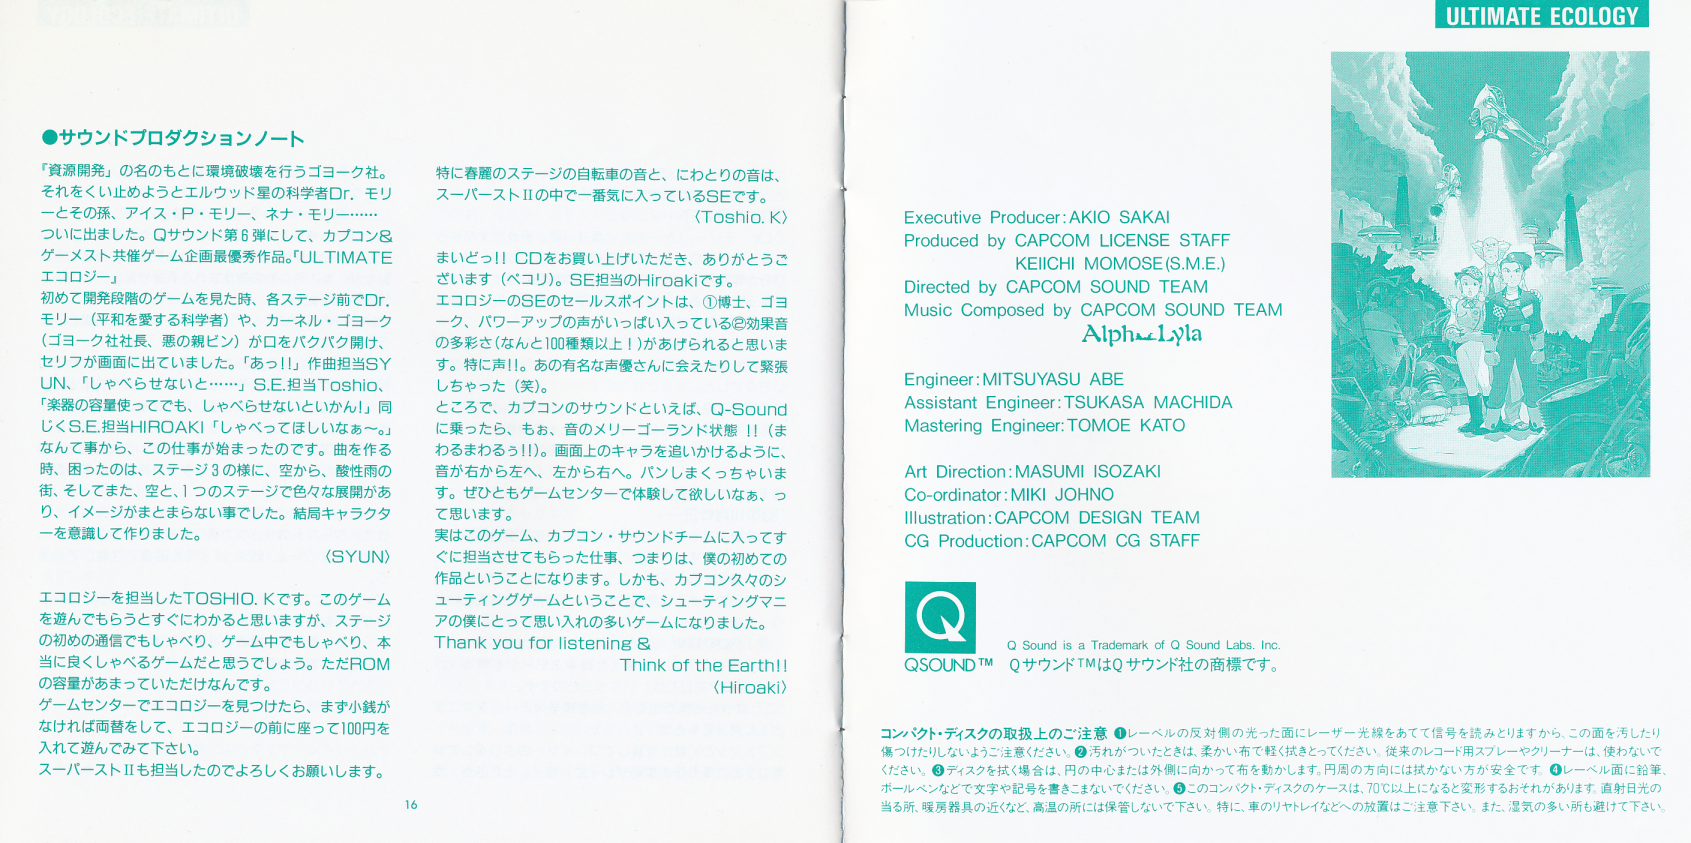 ●サウンドプロダクションノート
『資源開発」の名のもとに環境破壊を行うゴヨーク社。
それをくい止めようとエルウッド星の科学者Dr. モリ
ーとその孫、アイス・P・モリー、ネナ・モリー……
ついに出ました。Qサウンド第6弾にして、カプコン&
ゲーメスト共催ゲーム企画最優秀作品。『ULTIMATE
エコロジー』
初めて開発段階のゲームを見た時、各ステージ前でDr.
モリー（平和を愛する科学者）や、カーネル・ゴヨーク
（ゴヨーク社社長、悪の親ビン）が口をパクパク開け、
セリフが画面に出ていました。「あっ!!」作曲担当SY
UN、「しゃべらせないと……」S.E.担当Toshio、
「楽器の容量使ってでも、しゃべらせないといかん!」同
じくS.E.担当HIROAKI「しゃべってほしいなぁ〜。」
なんて事から、この仕事が始まったのです。曲を作る
時、困ったのは、ステージ3の様に、空から、酸性雨の
街、そしてまた、空と、1つのステージで色々な展開があ
り、イメージがまとまらない事でした。結局キャラクタ
ーを意識して作りました。
〈SYUN〉
エコロジーを担当したTOSHIO. Kです。このゲーム
を遊んでもらうとすぐにわかると思いますが、ステージ
の初めの通信でもしゃべり、ゲーム中でもしゃべり、本
当に良くしゃべるゲームだと思うでしょう。ただROM
の容量があまっていただけなんです。
ゲームセンターでエコロジーを見つけたら、まず小銭が
なければ両替をして、エコロジーの前に座って100円を
入れて遊んでみて下さい。
スーパーストIIも担当したのでよろしくお願いします。
特に春麗のステージの自転車の音と、にわとりの音は、
スーパーストIIの中で一番気に入っているSEです。
〈Toshio. K〉
まいどっ!! CDをお買い上げいただき、ありがとうご
ざいます（ペコリ）。SE担当のHiroakiです。
エコロジーのSEのセールスポイントは、①博士、ゴヨ
ーク、パワーアップの声がいっぱい入っている②効果音
の多彩さ（なんと100種類以上！）があげられると思いま
す。特に声!!。あの有名な声優さんに会えたりして緊張
しちゃった（笑）。
ところで、カプコンのサウンドといえば、Q-Sound
に乗ったら、もぉ、音のメリーゴーランド状態 !!（ま
わるまわるぅ!!）。画面上のキャラを追いかけるように、
音が右から左へ、左から右へ。パンしまくっちゃいま
す。ぜひともゲームセンターで体験して欲しいなぁ、っ
て思います。
実はこのゲーム、カプコン・サウンドチームに入ってす
ぐに担当させてもらった仕事、つまりは、僕の初めての
作品ということになります。しかも、カプコン久々のシ
ューティングゲームということで、シューティングマニ
アの僕にとって思い入れの多いゲームになりました。
Thank you for listening &
Think of the Earth!!
〈Hiroaki〉
16
ULTIMATE ECOLOGY
Executive Producer:AKIO SAKAI
Produced by CAPCOM LICENSE STAFF
KEIICHI MOMOSE(S.M.E.)
Directed by CAPCOM SOUND TEAM
Music Composed by CAPCOM SOUND TEAM
Alph Lyla
Engineer:MITSUYASU ABE
Assistant Engineer:TSUKASA MACHIDA
Mastering Engineer:TOMOE KATO
Art Direction:MASUMI ISOZAKI
Co-ordinator:MIKI JOHNO
Illustration:CAPCOM DESIGN TEAM
CG Production:CAPCOM CG STAFF
Q Sound is a Trademark of Q Sound Labs. Inc.
QSOUND™ QサウンドTMはQサウンド社の商標です。
コンパクト・ディスクの取扱上のご注意 ❶レーベルの反対側の光った面にレーザー光線をあてて信号を読みとりますから、この面を汚したり
傷つけたりしないようご注意ください。❷汚れがついたときは、柔かい布で軽く拭きとってください。従来のレコード用スプレーやクリーナーは、使わないで
ください。❸ディスクを拭く場合は、円の中心または外側に向かって布を動かします。円周の方向には拭かない方が安全です。❹レーベル面に鉛筆、
ボールペンなどで文字や記号を書きこまないでください。❺このコンパクト・ディスクのケースは、70℃以上になると変形するおそれがあります。直射日光の
当る所、暖房器具の近くなど、高温の所には保管しないで下さい。特に、車のリヤトレイなどへの放置はご注意下さい。また、湿気の多い所も避けて下さい。